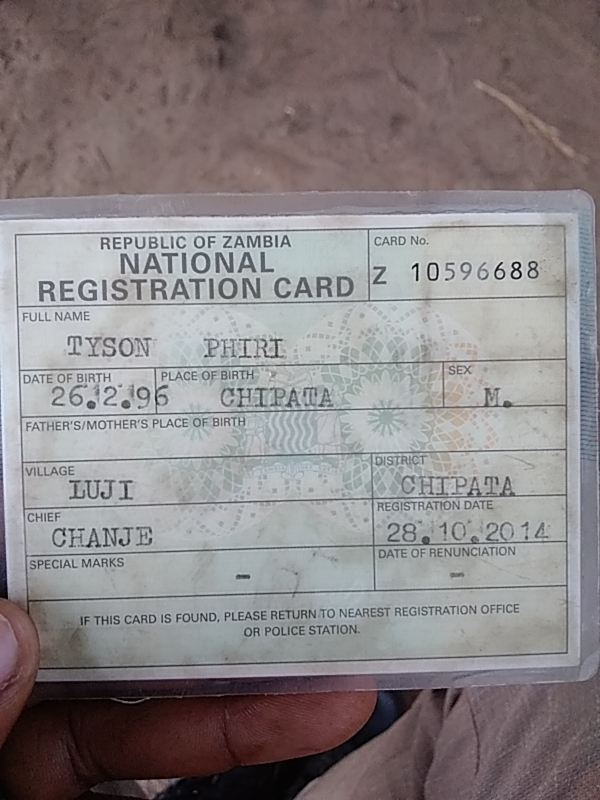 REPUBLIC OF ZAMBIA
NATIONAL
REGISTRATION CARD
CARD No.
Z 10596688
FULL NAME
TYSON PHIRI
DATE OF BIRTH
26.12.96
PLACE OF BIRTH
CHIPATA
SEX
M.
FATHER'S/MOTHER'S PLACE OF BIRTH
VILLAGE
LUJI
DISTRICT
CHIPATA
CHIEF
CHANJE
REGISTRATION DATE
28.10.2014
SPECIAL MARKS
-
DATE OF RENUNCIATION
-
IF THIS CARD IS FOUND, PLEASE RETURN TO NEAREST REGISTRATION OFFICE
OR POLICE STATION.